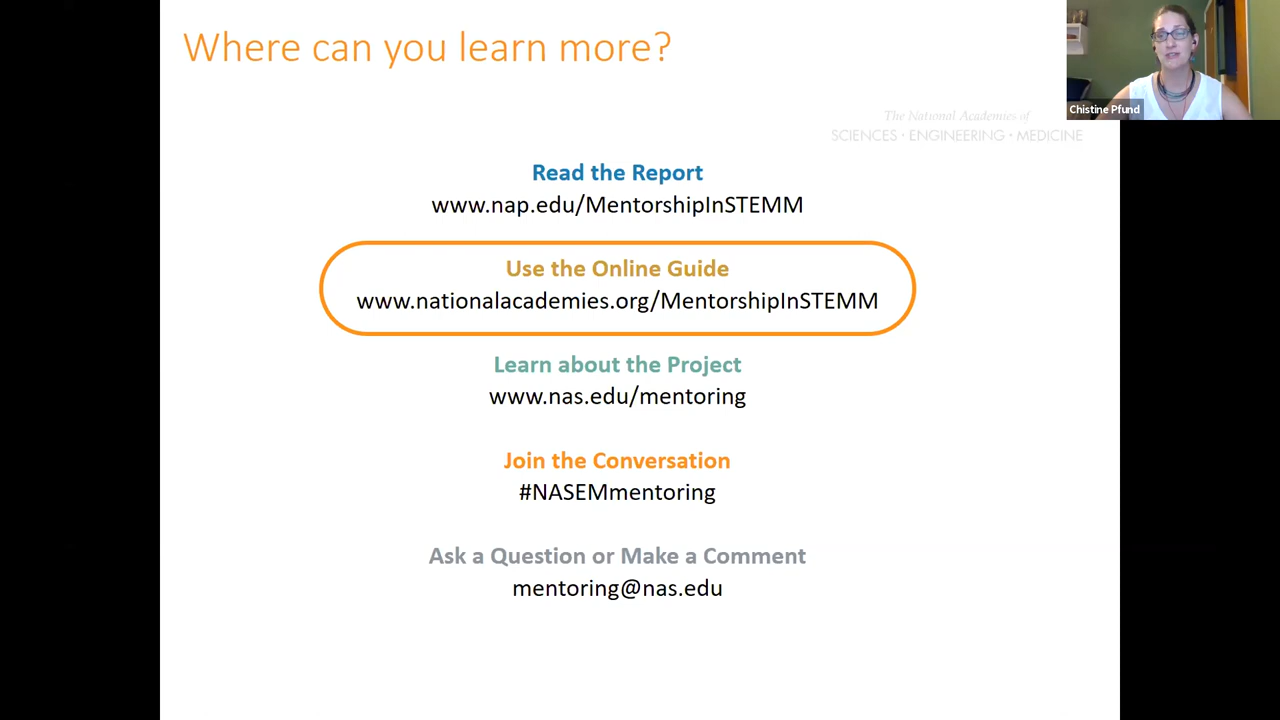 Where can you learn more?
Chistine Pfund
The National Academies of
SCIENCES · ENGINEERING · MEDICINE
Read the Report
www.nap.edu/MentorshipInSTEMM
Use the Online Guide
www.nationalacademies.org/MentorshipInSTEMM
Learn about the Project
www.nas.edu/mentoring
Join the Conversation
#NASEMmentoring
Ask a Question or Make a Comment
mentoring@nas.edu